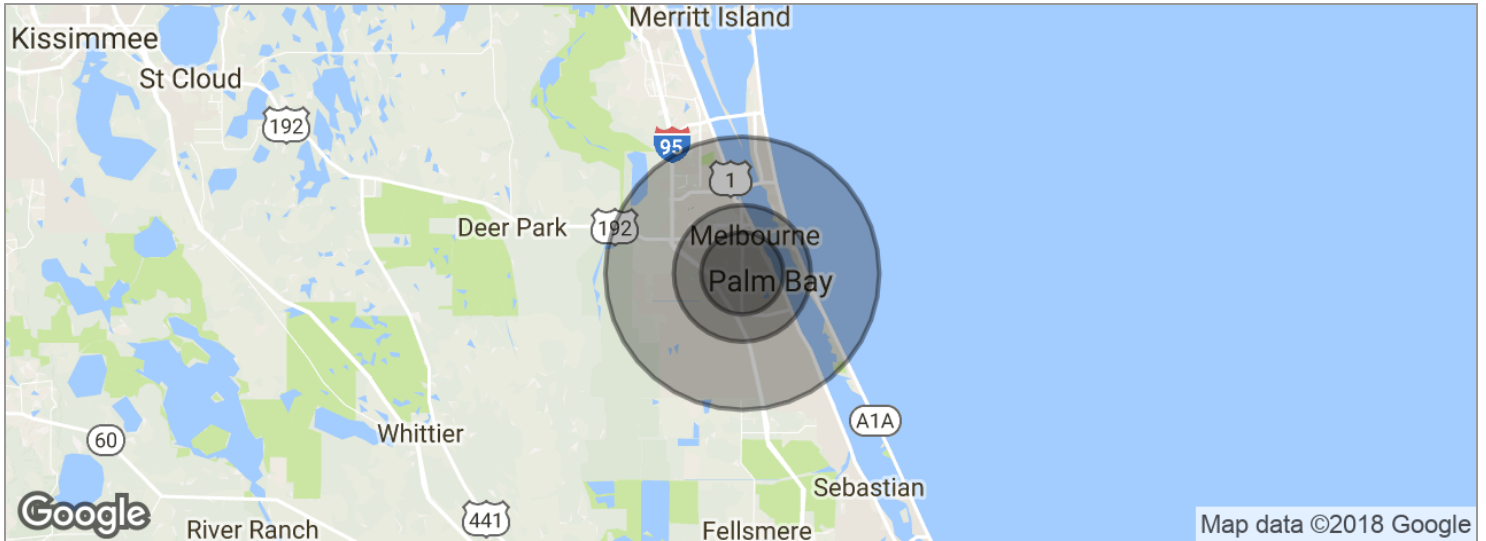 Merritt Island
Kissimmee
St Cloud
192
95
1
Deer Park
192
Melbourne
Palm Bay
A1A
60
Whittier
Sebastian
Google
441
River Ranch
Fellsmere
Map data ©2018 Google